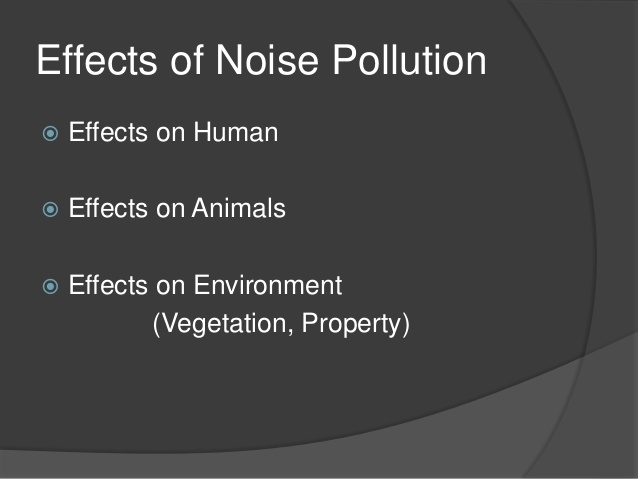 Effects of Noise Pollution
Effects on Human
Effects on Animals
Effects on Environment
(Vegetation, Property)